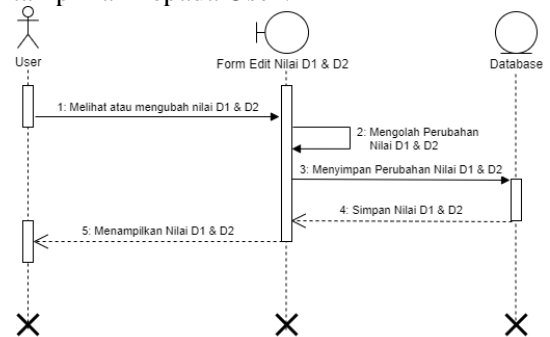 User
Form Edit Nilai D1 & D2
Database
1: Melihat atau mengubah nilai D1 & D2
2: Mengolah Perubahan
Nilai D1 & D2
3: Menyimpan Perubahan Nilai D1 & D2
4: Simpan Nilai D1 & D2
5: Menampilkan Nilai D1 & D2